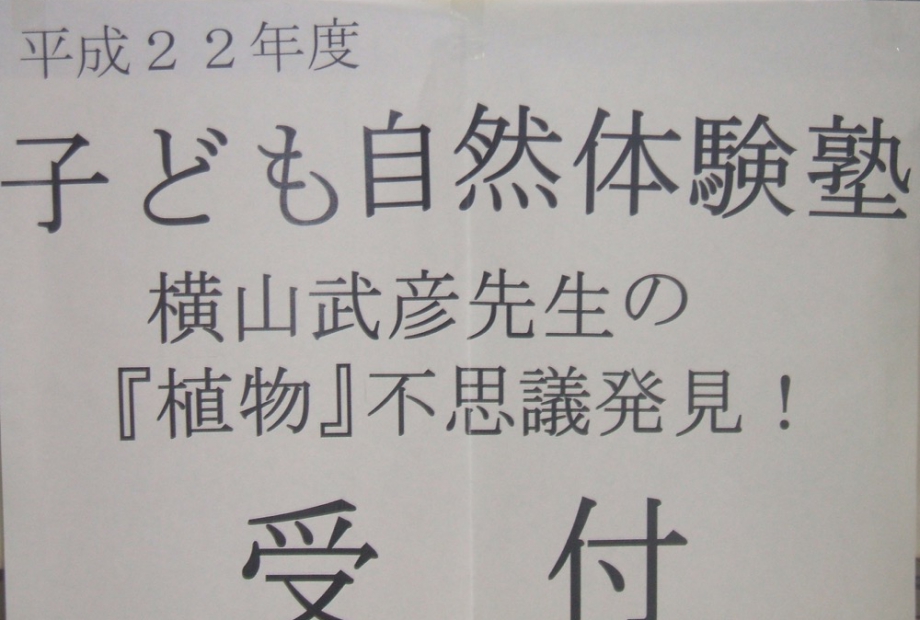 平成２２年度
子ども自然体験塾
横山武彦先生の
『植物』不思議発見！
受　付